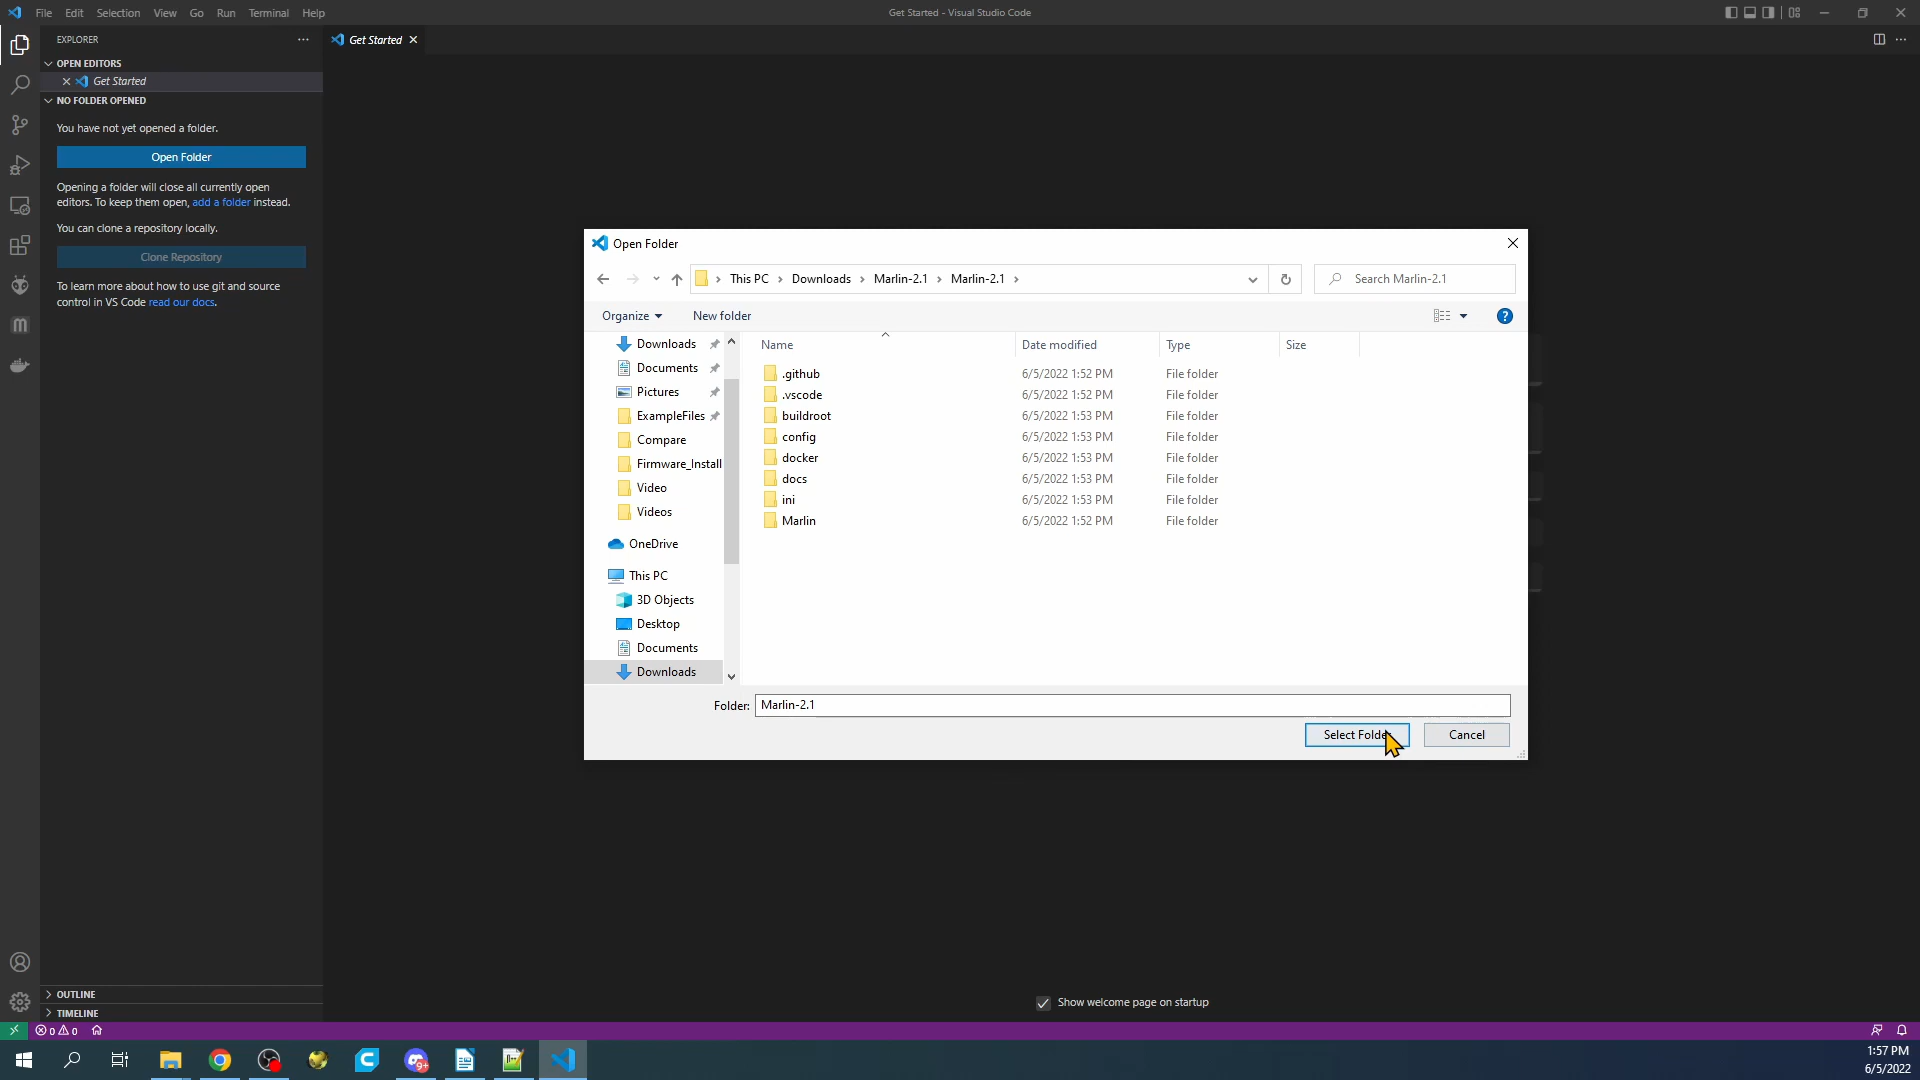 File Edit Selection View Go Run Terminal Help
Get Started - Visual Studio Code
EXPLORER
Get Started
OPEN EDITORS
Get Started
NO FOLDER OPENED
You have not yet opened a folder.
Open Folder
Opening a folder will close all currently open
editors. To keep them open, add a folder instead.
You can clone a repository locally.
Clone Repository
To learn more about how to use git and source
control in VS Code read our docs.
Open Folder
This PC Downloads Marlin-2.1 Marlin-2.1
Search Marlin-2.1
Organize New folder
Downloads
Documents
Pictures
ExampleFiles
Compare
Firmware_Install
Video
Videos
OneDrive
This PC
3D Objects
Desktop
Documents
Downloads
Name Date modified Type Size
.github 6/5/2022 1:52 PM File folder
.vscode 6/5/2022 1:52 PM File folder
buildroot 6/5/2022 1:53 PM File folder
config 6/5/2022 1:53 PM File folder
docker 6/5/2022 1:53 PM File folder
docs 6/5/2022 1:53 PM File folder
ini 6/5/2022 1:53 PM File folder
Marlin 6/5/2022 1:52 PM File folder
Folder: Marlin-2.1
Select Folder Cancel
Show welcome page on startup
OUTLINE
TIMELINE
0 0
9+
1:57 PM
6/5/2022